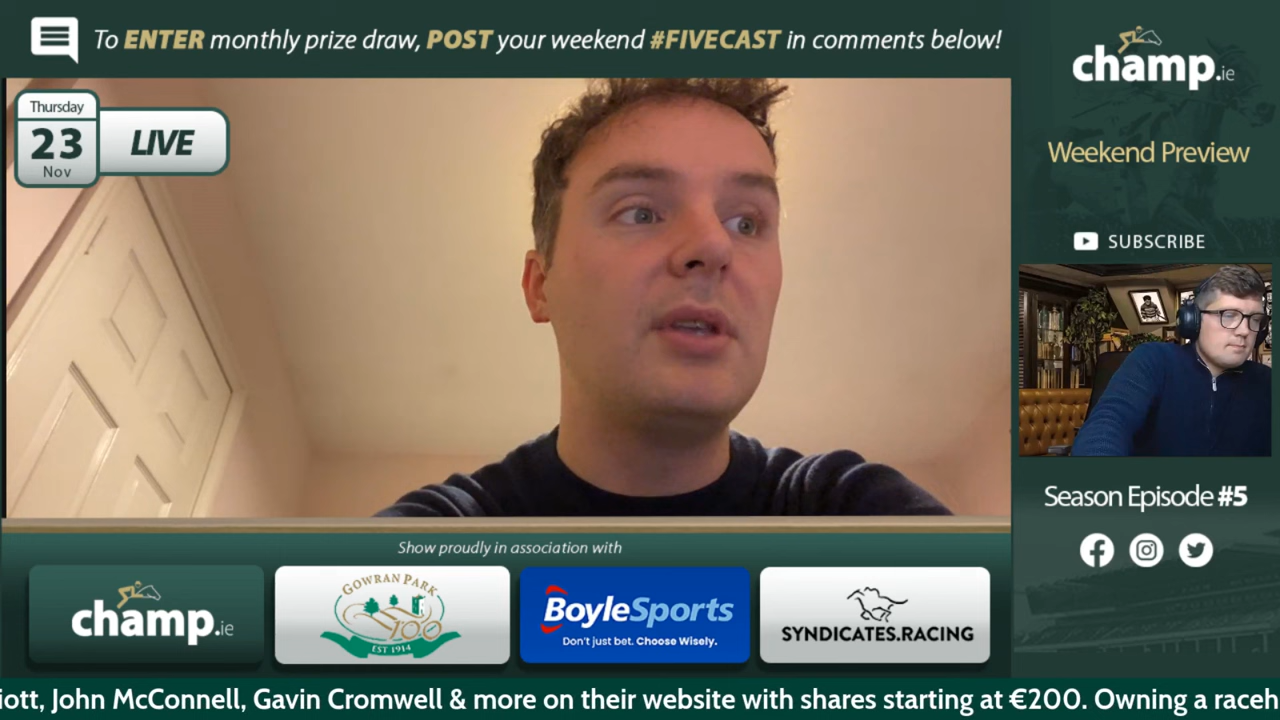 To ENTER monthly prize draw, POST your weekend #FIVECAST in comments below!
champ.ie
Thursday
23
Nov
LIVE
Weekend Preview
SUBSCRIBE
Season Episode #5
Show proudly in association with
champ.ie
GOWRAN PARK
100
EST 1914
BoyleSports
Don't just bet. Choose Wisely.
SYNDICATES.RACING
iott, John McConnell, Gavin Cromwell & more on their website with shares starting at €200. Owning a raceh